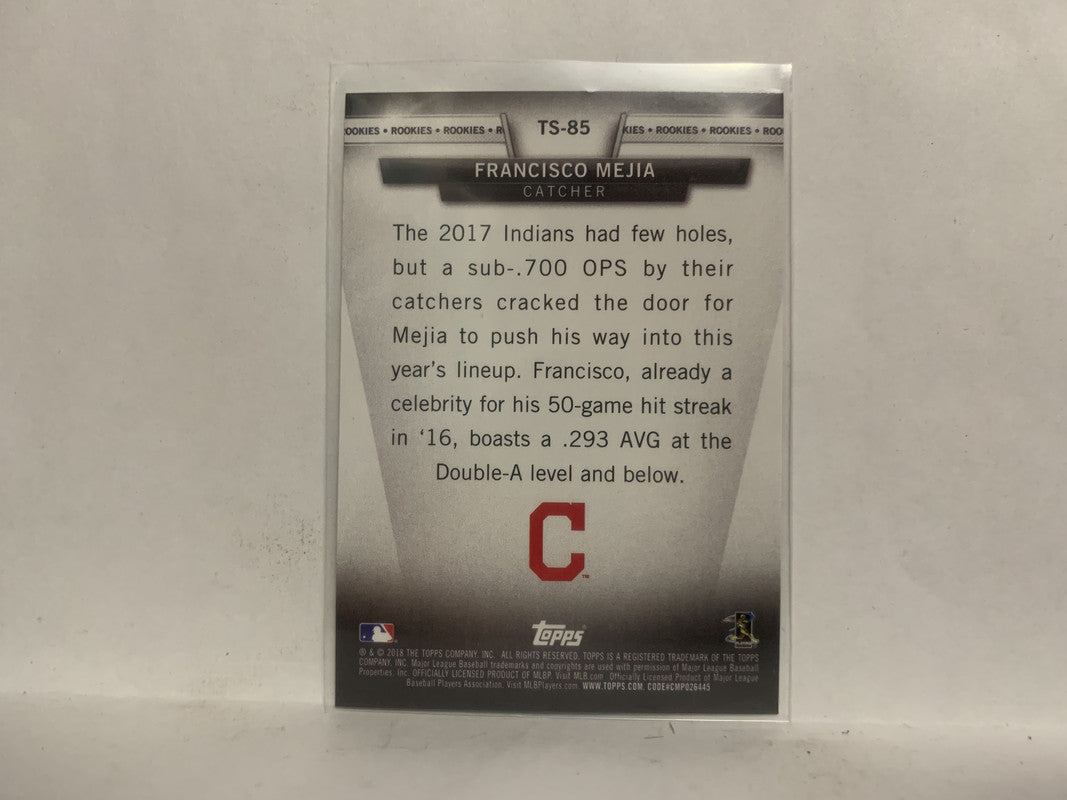 OOKIES • ROOKIES • ROOKIES • R TS-85 KIES • ROOKIES • ROOKIES • ROO
FRANCISCO MEJIA
CATCHER
The 2017 Indians had few holes,
but a sub-.700 OPS by their
catchers cracked the door for
Mejia to push his way into this
year's lineup. Francisco, already a
celebrity for his 50-game hit streak
in ‘16, boasts a .293 AVG at the
Double-A level and below.
C™
Topps
® & © 2018 THE TOPPS COMPANY, INC. ALL RIGHTS RESERVED. TOPPS IS A REGISTERED TRADEMARK OF THE TOPPS
COMPANY, INC. Major League Baseball trademarks and copyrights are used with permission of Major League Baseball
Properties, Inc. OFFICIALLY LICENSED PRODUCT OF MLBP. Visit MLB.com Officially Licensed Product of Major League
Baseball Players Association. Visit MLBPlayers.com WWW.TOPPS.COM. CODE#CMP026445